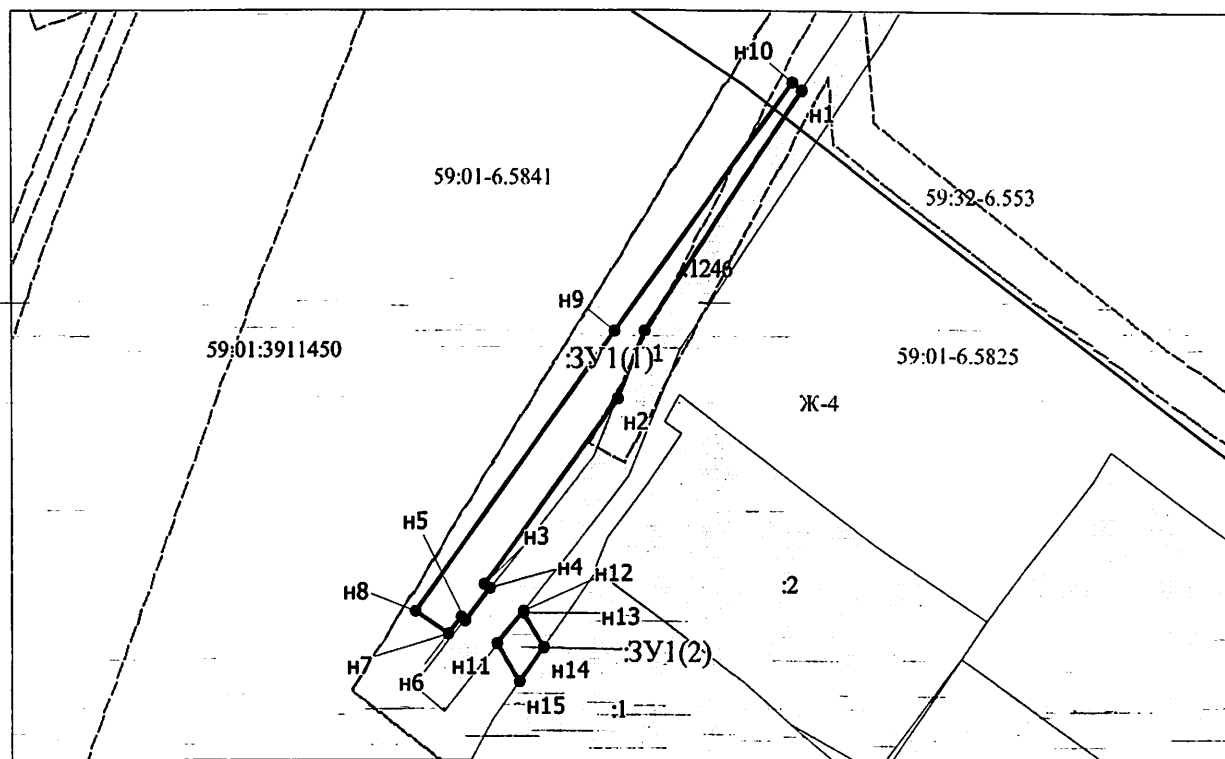 н10
н1
59:01-6.5841
59:32-6.553
:1246
н9
59:01:3911450
:ЗУ1(1)
1
59:01-6.5825
Ж-4
н2
н5
н3
н4
н12
:2
н8
н13
н7
н11
н14
:ЗУ1(2)
н6
н15
:1